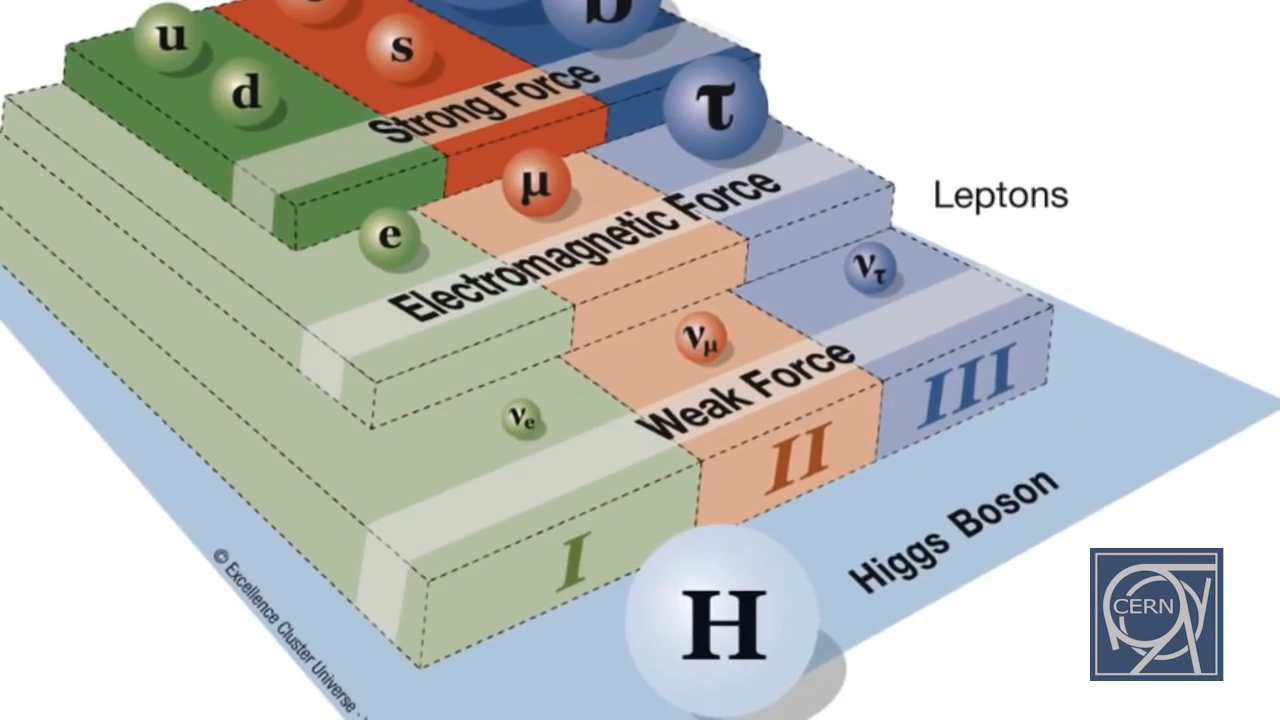 b
u
s
d
Strong Force
τ
μ
e
Electromagnetic Force
Leptons
ντ
νμ
νe
Weak Force
III
II
I
Higgs Boson
H
© Excellence Cluster Universe ·
CERN